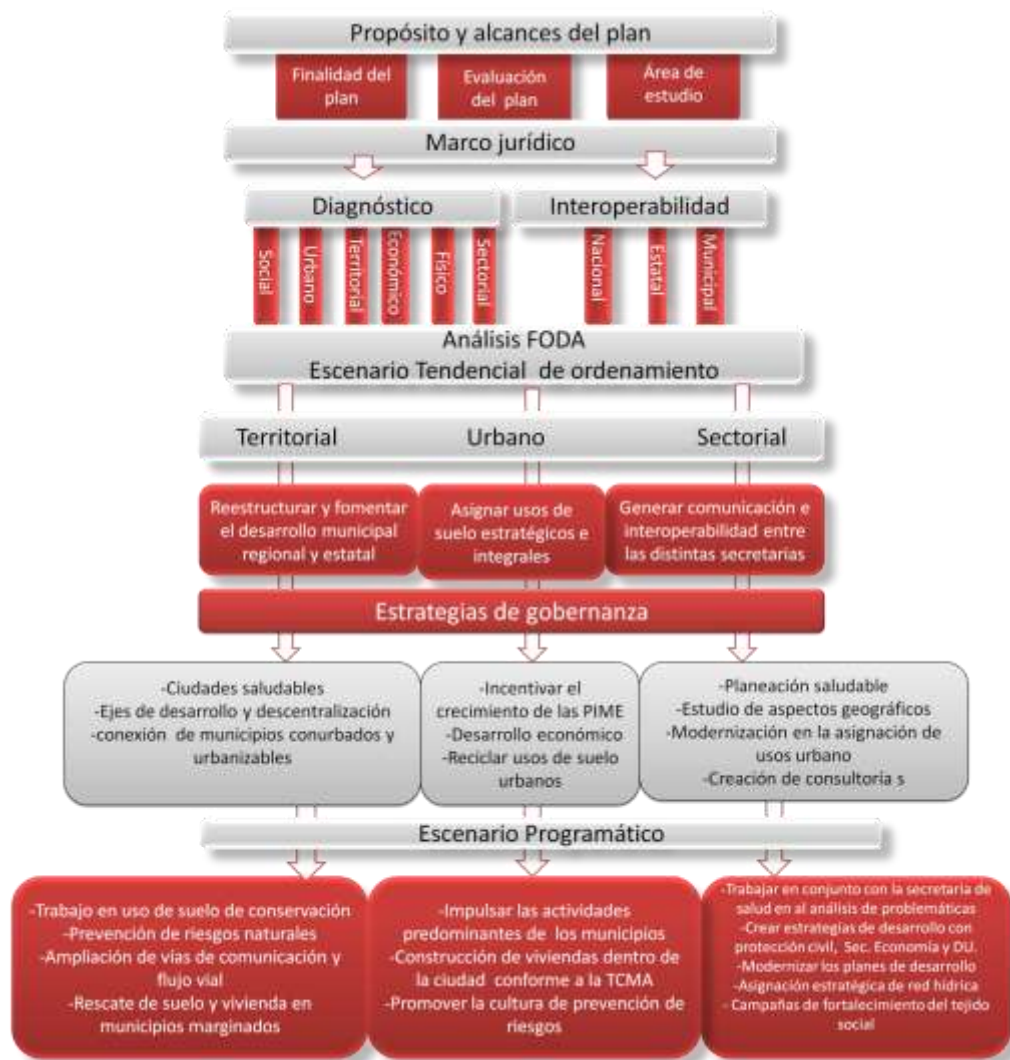 Propósito y alcances del plan
Finalidad del
plan
Evaluación
del plan
Área de
estudio
Marco jurídico
Diagnóstico
Interoperabilidad
Social
Urbano
Territorial
Económico
Físico
Sectorial
Nacional
Estatal
Municipal
Análisis FODA
Escenario Tendencial de ordenamiento
Territorial
Urbano
Sectorial
Reestructurar y fomentar
el desarrollo municipal
regional y estatal
Asignar usos de
suelo estratégicos e
integrales
Generar comunicación e
interoperabilidad entre
las distintas secretarias
Estrategias de gobernanza
-Ciudades saludables
-Ejes de desarrollo y descentralización
-conexión de municipios conurbados y
urbanizables
-Incentivar el
crecimiento de las PIME
-Desarrollo económico
-Reciclar usos de suelo
urbanos
-Planeación saludable
-Estudio de aspectos geográficos
-Modernización en la asignación de
usos urbano
-Creación de consultoría s
Escenario Programático
-Trabajo en uso de suelo de conservación
-Prevención de riesgos naturales
-Ampliación de vías de comunicación y
flujo vial
-Rescate de suelo y vivienda en
municipios marginados
-Impulsar las actividades
predominantes de los municipios
-Construcción de viviendas dentro de
la ciudad conforme a la TCMA
-Promover la cultura de prevención de
riesgos
-Trabajar en conjunto con la secretaría de
salud en al análisis de problemáticas
-Crear estrategias de desarrollo con
protección civil, Sec. Economía y DU.
-Modernizar los planes de desarrollo
-Asignación estratégica de red hídrica
- Campañas de fortalecimiento del tejido
social